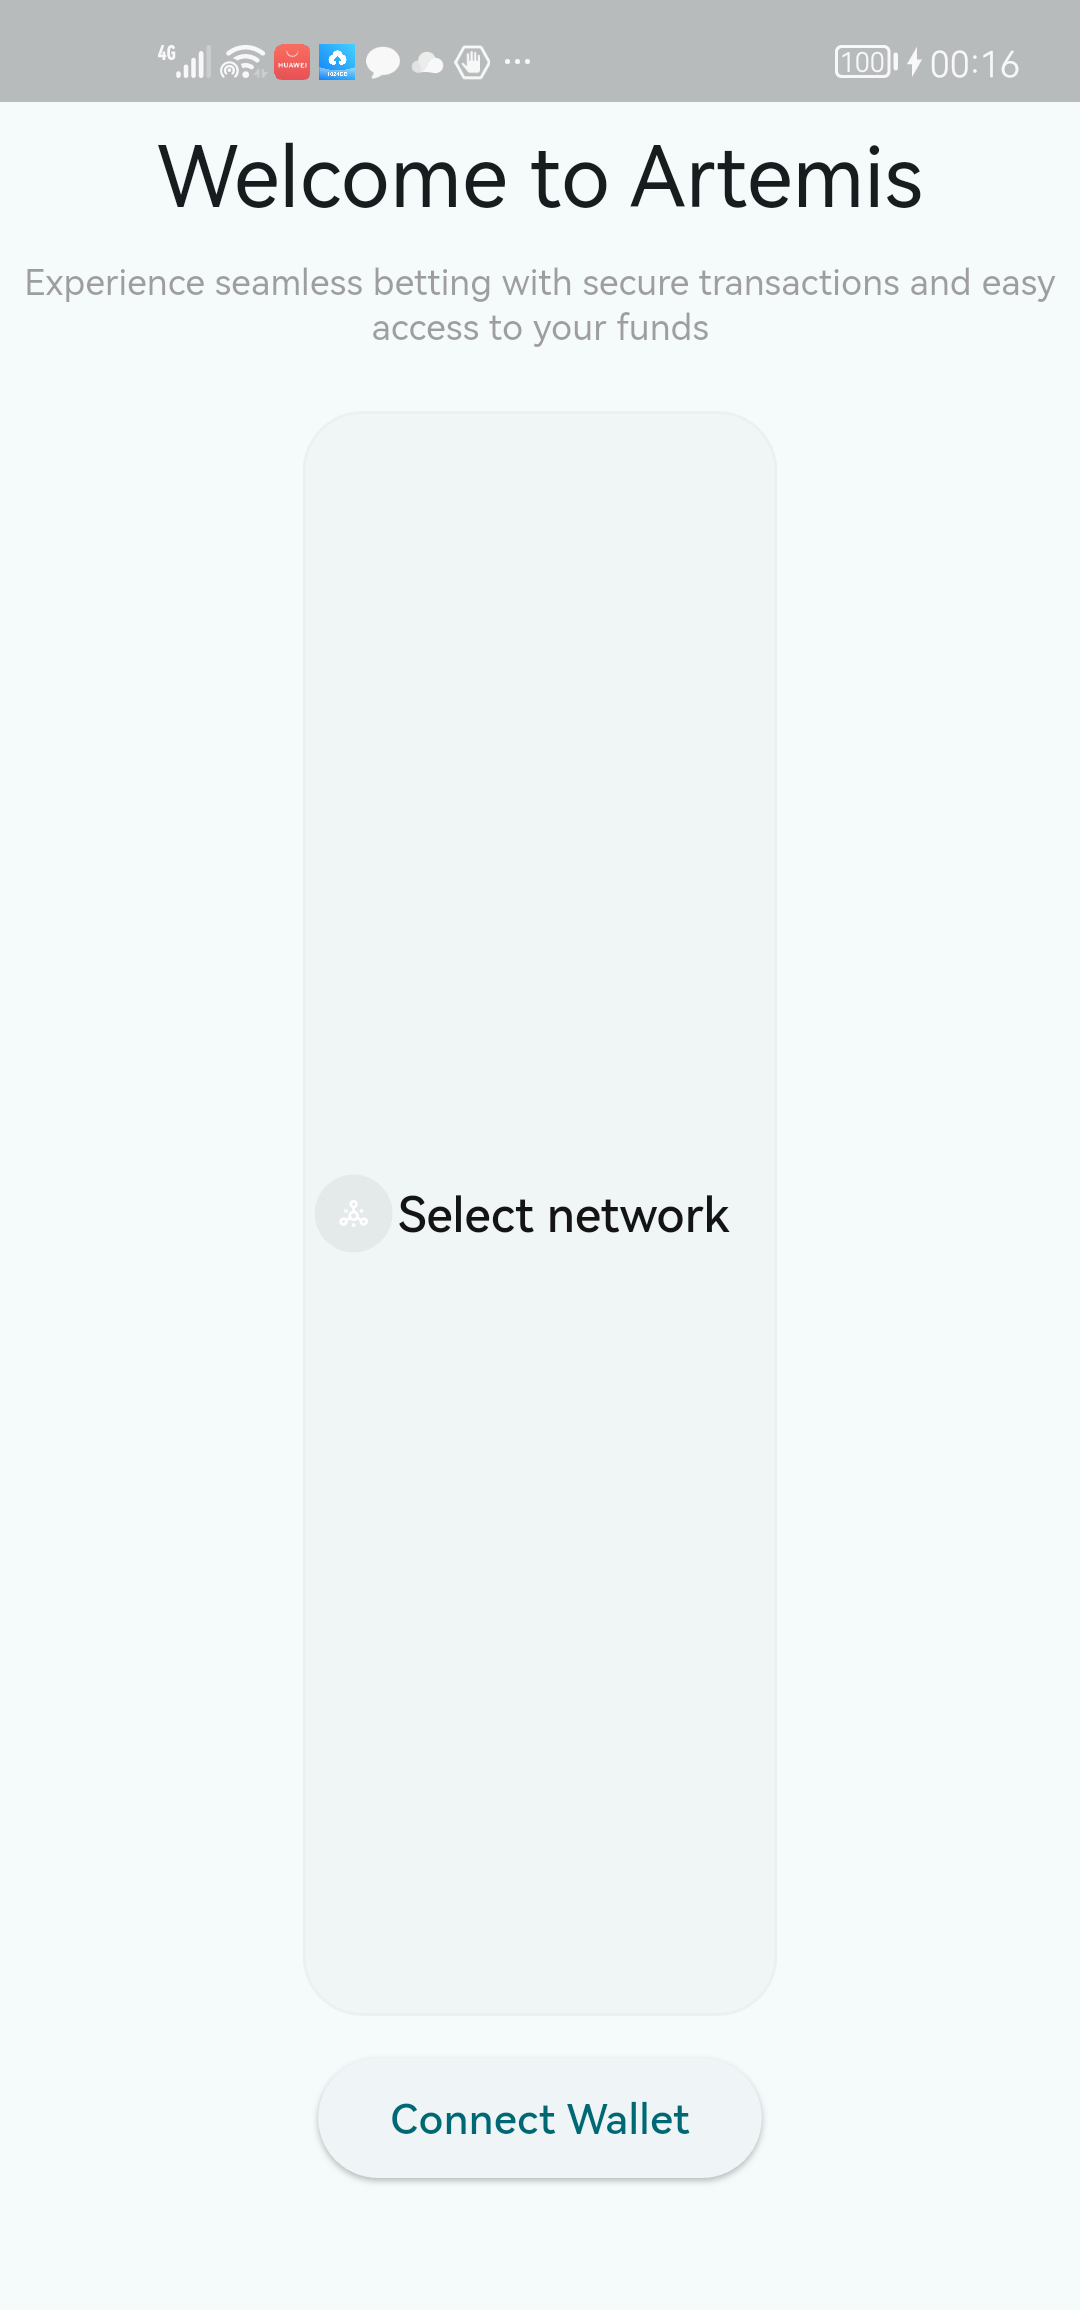 4G HUAWEI 100 00:16
Welcome to Artemis
Experience seamless betting with secure transactions and easy
access to your funds
Select network
Connect Wallet